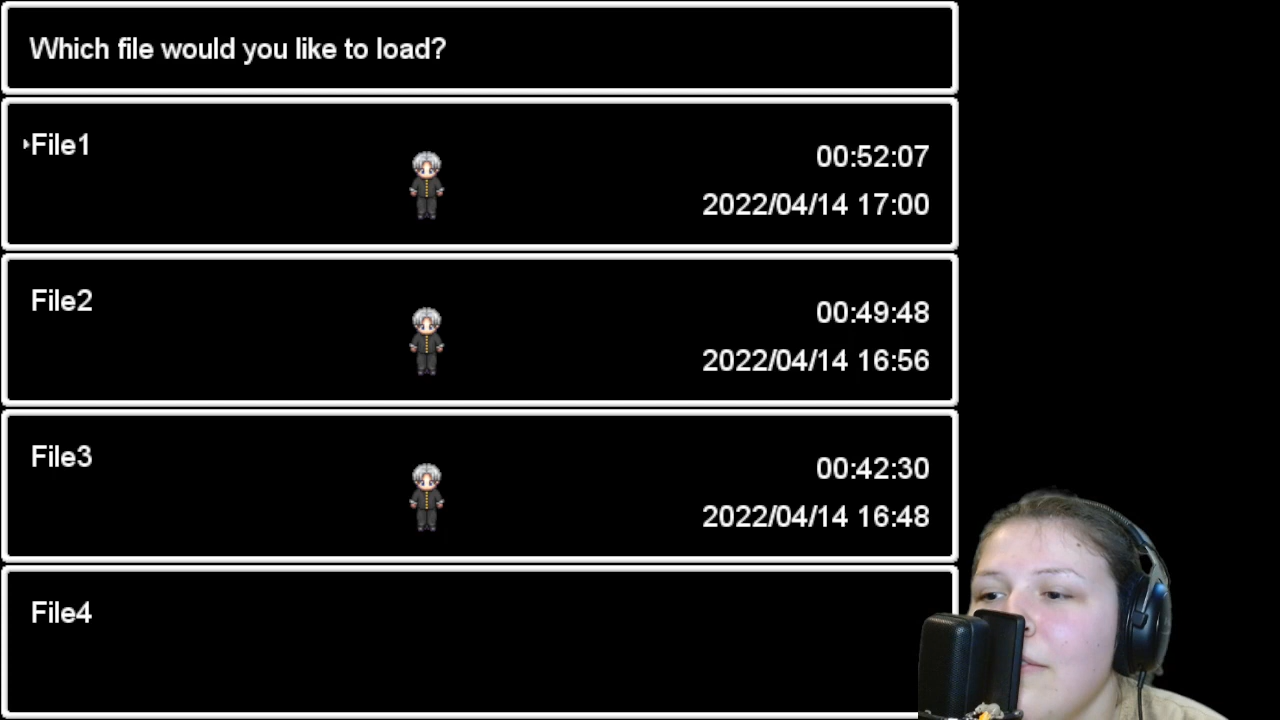 Which file would you like to load?
File1
00:52:07
2022/04/14 17:00
File2
00:49:48
2022/04/14 16:56
File3
00:42:30
2022/04/14 16:48
File4